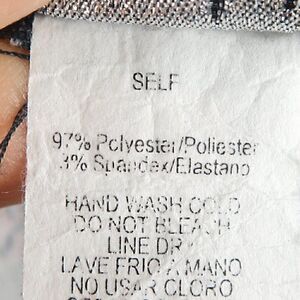 SELF
97% Polyester/Poliester
3% Spandex/Elastano
HAND WASH COLD
DO NOT BLEACH
LINE DRY
LAVE FRIO A MANO
NO USAR CLORO